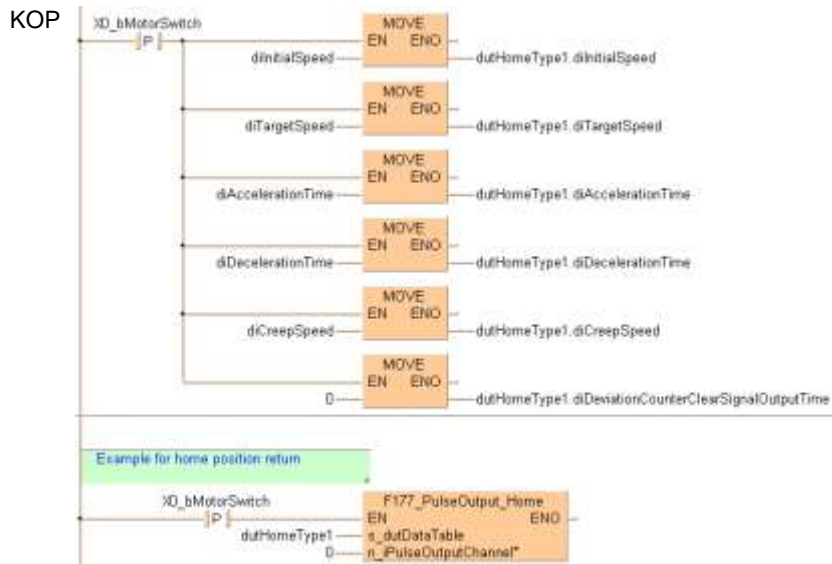 KOP
X0_bMotorSwitch
P
MOVE
EN ENO
diInitialSpeed
dutHomeType1.diInitialSpeed
MOVE
EN ENO
diTargetSpeed
dutHomeType1.diTargetSpeed
MOVE
EN ENO
diAccelerationTime
dutHomeType1.diAccelerationTime
MOVE
EN ENO
diDecelerationTime
dutHomeType1.diDecelerationTime
MOVE
EN ENO
diCreepSpeed
dutHomeType1.diCreepSpeed
MOVE
EN ENO
0
dutHomeType1.diDeviationCounterClearSignalOutputTime
Example for home position return
X0_bMotorSwitch
P
F177_PulseOutput_Home
EN ENO
dutHomeType1 s_dutDataTable
0 n_iPulseOutputChannel*